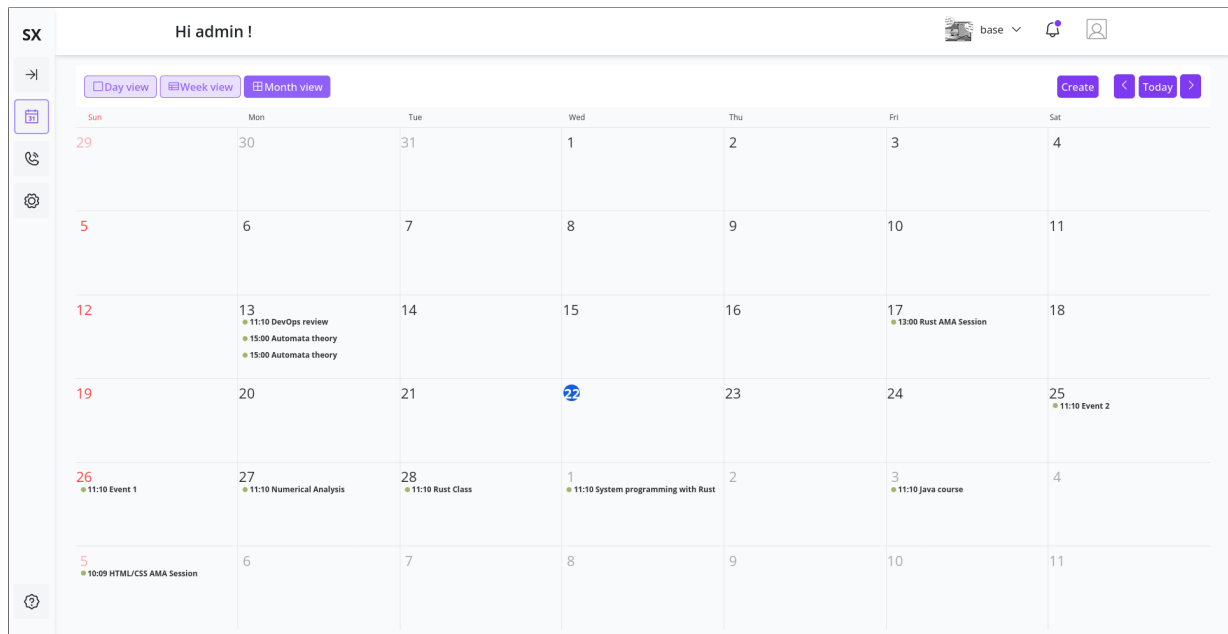 SX
Hi admin !
base
Day view Week view Month view
Create Today
Sun Mon Tue Wed Thu Fri Sat
29 30 31 1 2 3 4
5 6 7 8 9 10 11
12 13 14 15 16 17 18
11:10 DevOps review 13:00 Rust AMA Session
15:00 Automata theory
15:00 Automata theory
19 20 21 22 23 24 25
11:10 Event 2
26 27 28 1 2 3 4
11:10 Event 1 11:10 Numerical Analysis 11:10 Rust Class 11:10 System programming with Rust 11:10 Java course
5 6 7 8 9 10 11
10:09 HTML/CSS AMA Session
31